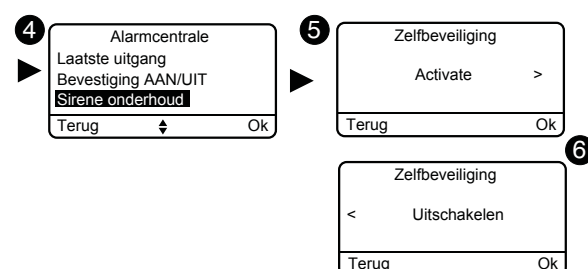 4
Alarmcentrale
Laatste uitgang
Bevestiging AAN/UIT
Sirene onderhoud
Terug Ok
5
Zelfbeveiliging
Activate >
Terug Ok
6
Zelfbeveiliging
< Uitschakelen
Terug Ok